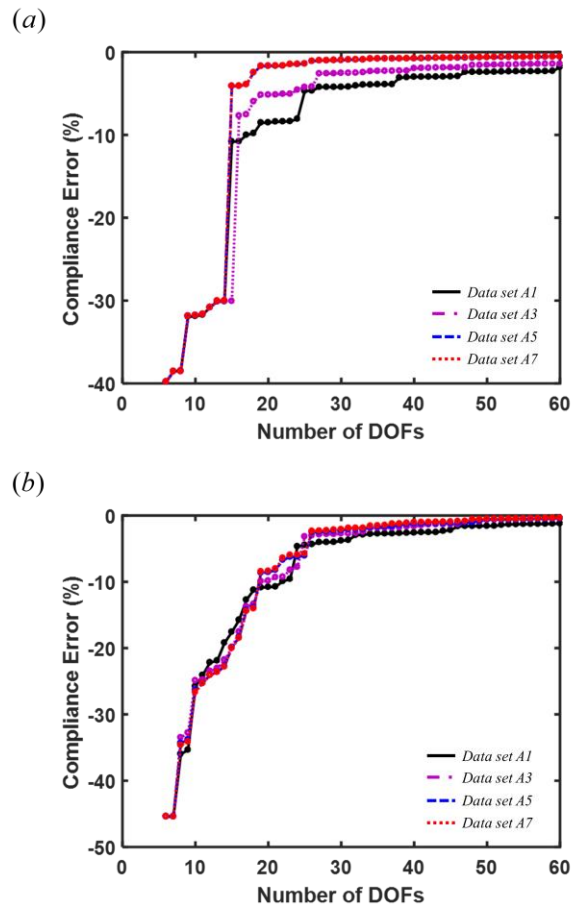 (a)
0
-10
-20
-30
-40
Compliance Error (%)
Data set A1
Data set A3
Data set A5
Data set A7
0 10 20 30 40 50 60
Number of DOFs
(b)
0
-10
-20
-30
-40
-50
Compliance Error (%)
Data set A1
Data set A3
Data set A5
Data set A7
0 10 20 30 40 50 60
Number of DOFs